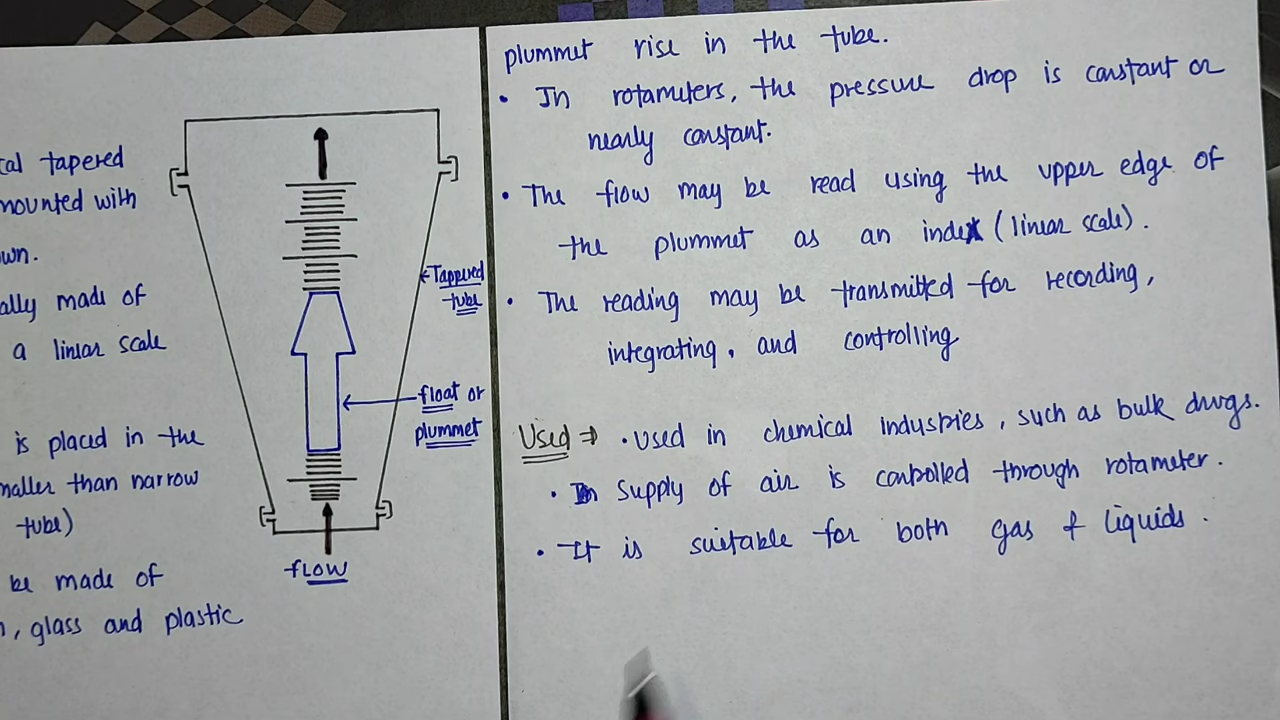 cal tapered
mounted with
own.
ally made of
a linear scale
is placed in the
maller than narrow
tube)
be made of
, glass and plastic
Tappered
tube
float or
plummet
flow
plummet rise in the tube.
• In rotameters, the pressure drop is constant or
nearly constant.
• The flow may be read using the upper edge of
the plummet as an index (linear scale).
• The reading may be transmitted for recording,
integrating, and controlling
Used ⇒ • Used in chemical industries, such as bulk drugs.
• Supply of air is controlled through rotameter.
• It is suitable for both gas & liquids.